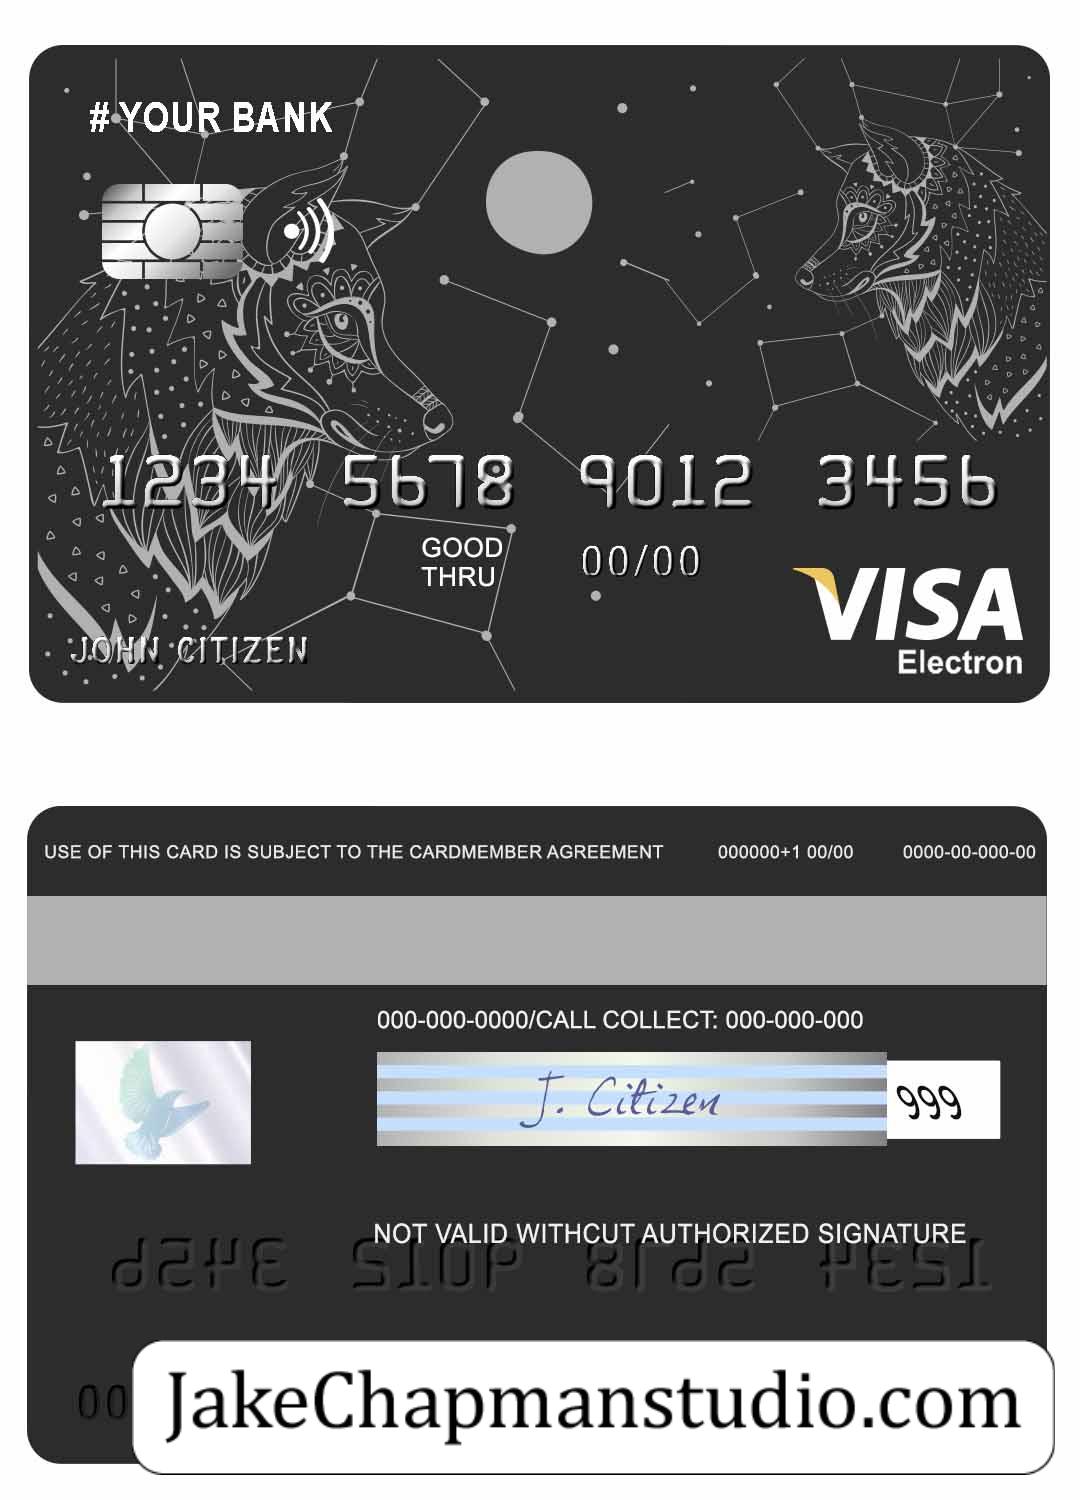 # YOUR BANK
1234 5678 9012 3456
GOOD
THRU
00/00
JOHN CITIZEN
VISA
Electron
USE OF THIS CARD IS SUBJECT TO THE CARDMEMBER AGREEMENT 000000+1 00/00 0000-00-000-00
000-000-0000/CALL COLLECT: 000-000-000
J. Citizen
999
NOT VALID WITHCUT AUTHORIZED SIGNATURE
00
JakeChapmanstudio.com